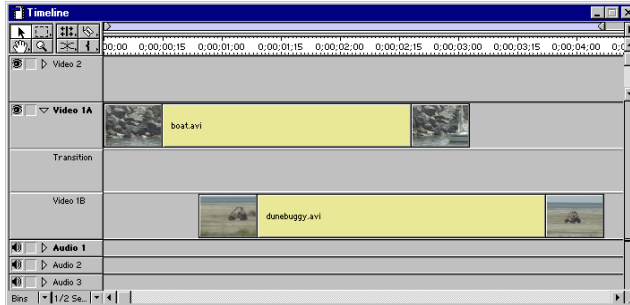 Timeline
00;00 0;00;00;15 0;00;01;00 0;00;01;15 0;00;02;00 0;00;02;15 0;00;03;00 0;00;03;15 0;00;04;00 0;0
Video 2
Video 1A
boat.avi
Transition
Video 1B
dunebuggy.avi
Audio 1
Audio 2
Audio 3
Bins 1/2 Se...